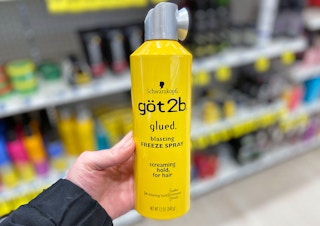 Schwarzkopf
göt2b
glued.
blasting
FREEZE SPRAY
screaming
hold.
for hair